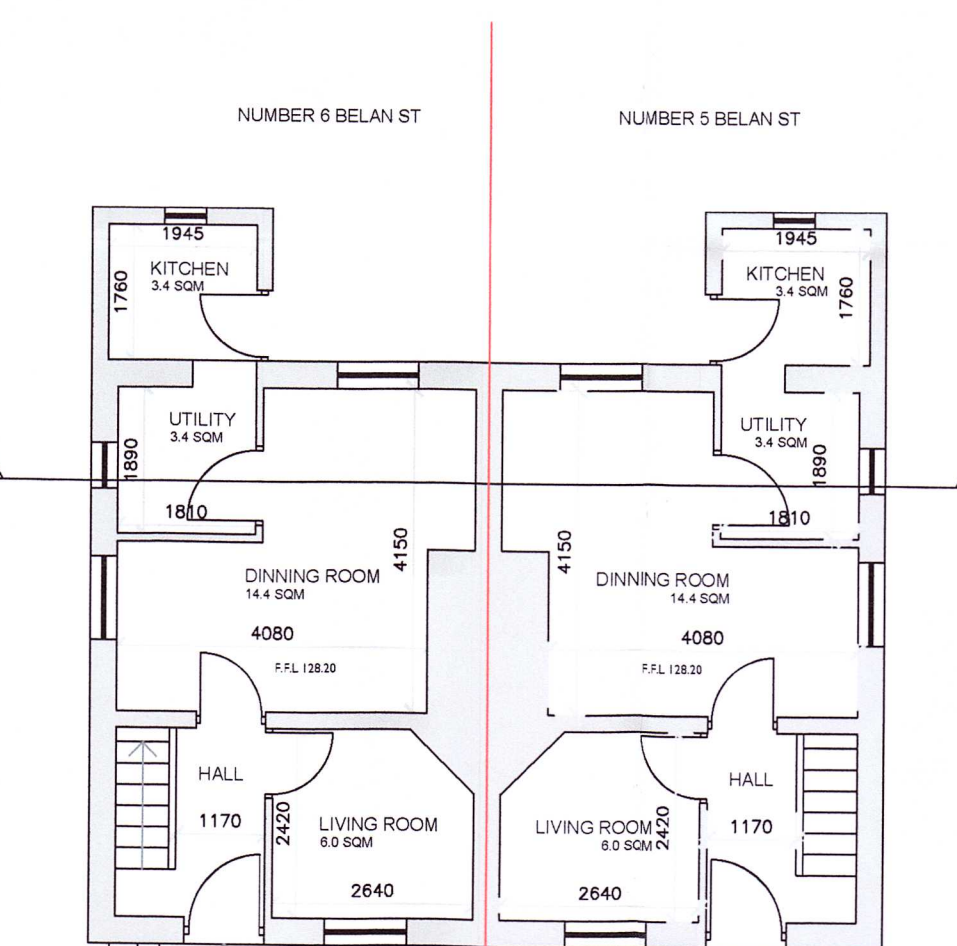 NUMBER 6 BELAN ST
1945
KITCHEN
3.4 SQM
1760
UTILITY
3.4 SQM
1890
1810
4150
DINNING ROOM
14.4 SQM
4080
F.F.L 128.20
HALL
1170
2420
LIVING ROOM
6.0 SQM
2640
NUMBER 5 BELAN ST
1945
KITCHEN
3.4 SQM
1760
UTILITY
3.4 SQM
1890
1810
4150
DINNING ROOM
14.4 SQM
4080
F.F.L 128.20
LIVING ROOM
6.0 SQM
2420
2640
HALL
1170